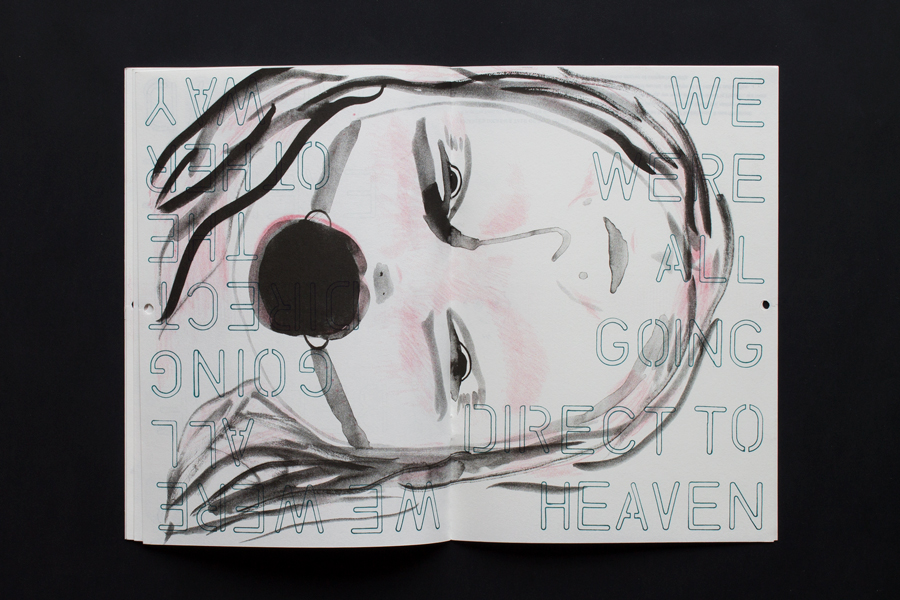 WE
WERE
ALL
GOING
DIRECT TO
HEAVEN
WE WERE
ALL
GOING
DIRECT
THE
OTHER
WAY